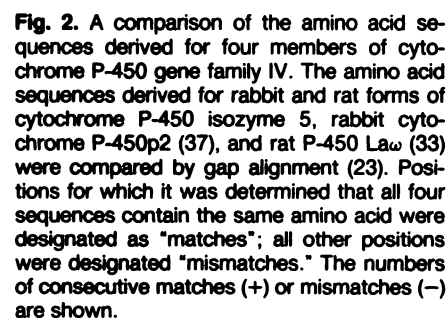 Fig. 2. A comparison of the amino acid se-
quences derived for four members of cyto-
chrome P-450 gene family IV. The amino acid
sequences derived for rabbit and rat forms of
cytochrome P-450 isozyme 5, rabbit cyto-
chrome P-450p2 (37), and rat P-450 Laω (33)
were compared by gap alignment (23). Posi-
tions for which it was determined that all four
sequences contain the same amino acid were
designated as "matches"; all other positions
were designated "mismatches." The numbers
of consecutive matches (+) or mismatches (−)
are shown.